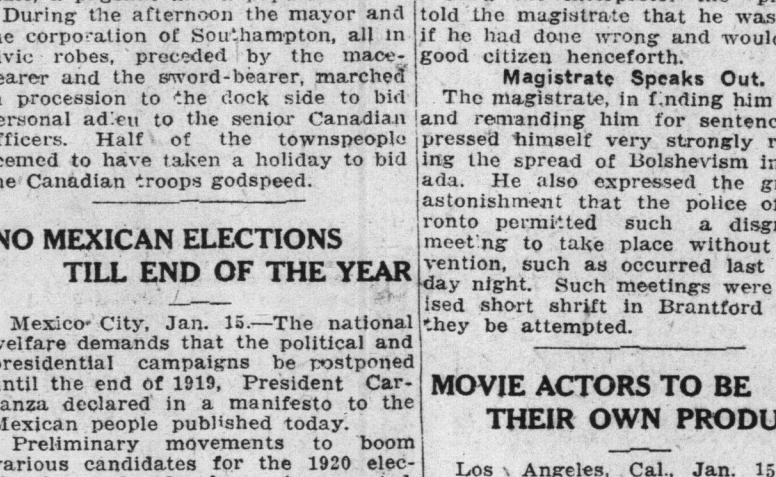 During the afternoon the mayor and
e corporation of Southampton, all in
vic robes, preceded by the mace-
earer and the sword-bearer, marched
procession to the dock side to bid
ersonal adieu to the senior Canadian
fficers. Half of the townspeople
eemed to have taken a holiday to bid
he Canadian troops godspeed.
NO MEXICAN ELECTIONS
TILL END OF THE YEAR
Mexico City, Jan. 15.—The national
welfare demands that the political and
presidential campaigns be postponed
until the end of 1919, President Car-
anza declared in a manifesto to the
Mexican people published today.
Preliminary movements to boom
various candidates for the 1920 elec-
told the magistrate that he was
if he had done wrong and would
good citizen henceforth.
Magistrate Speaks Out.
The magistrate, in finding him
and remanding him for sentenc
pressed himself very strongly r
ing the spread of Bolshevism in
ada. He also expressed the g
astonishment that the police of
ronto permitted such a disgr
meeting to take place without
vention, such as occurred last
day night. Such meetings were
ised short shrift in Brantford
they be attempted.
MOVIE ACTORS TO BE
THEIR OWN PRODU
Los Angeles, Cal., Jan. 15